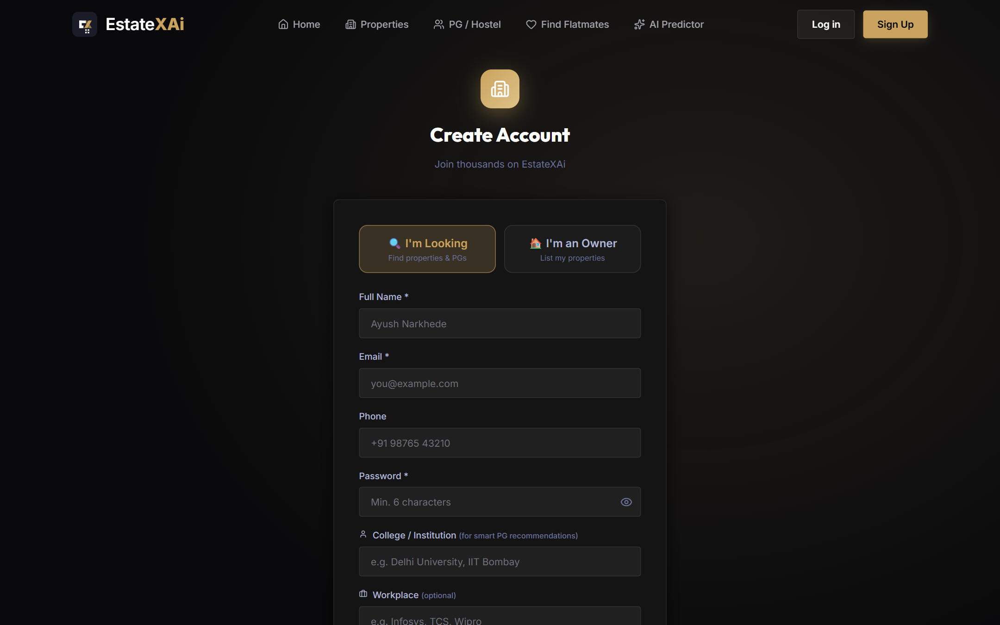 EstateXAi
Home
Properties
PG / Hostel
Find Flatmates
AI Predictor
Log in
Sign Up
Create Account
Join thousands on EstateXAi
I'm Looking
Find properties & PGs
I'm an Owner
List my properties
Full Name *
Ayush Narkhede
Email *
you@example.com
Phone
+91 98765 43210
Password *
Min. 6 characters
College / Institution (for smart PG recommendations)
e.g. Delhi University, IIT Bombay
Workplace (optional)
e.g. Infosys, TCS, Wipro